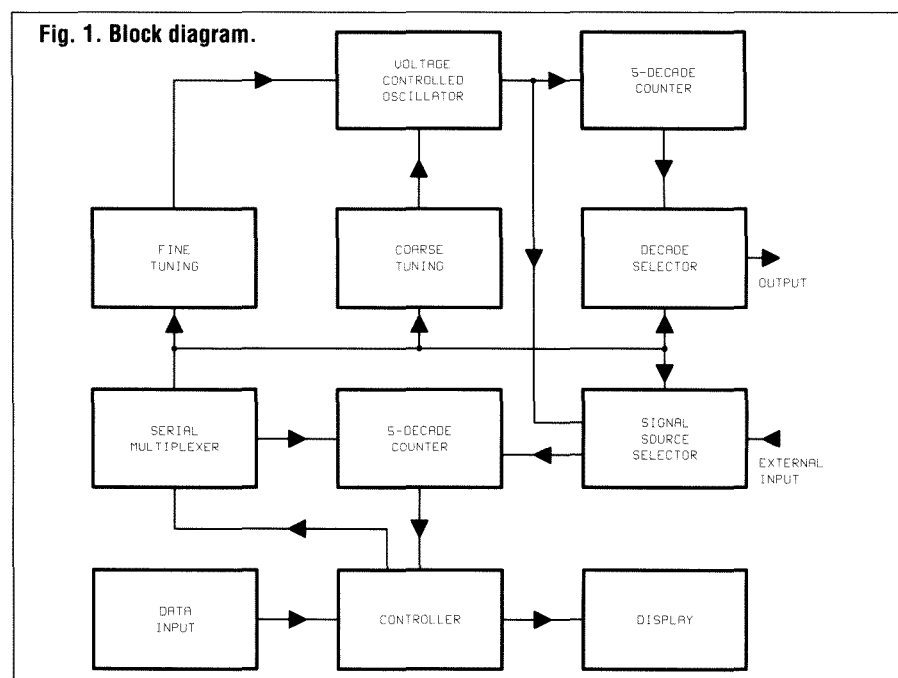 Fig. 1. Block diagram.
VOLTAGE
CONTROLLED
OSCILLATOR
5-DECADE
COUNTER
FINE
TUNING
COARSE
TUNING
DECADE
SELECTOR
OUTPUT
SERIAL
MULTIPLEXER
5-DECADE
COUNTER
SIGNAL
SOURCE
SELECTOR
EXTERNAL
INPUT
DATA
INPUT
CONTROLLER
DISPLAY